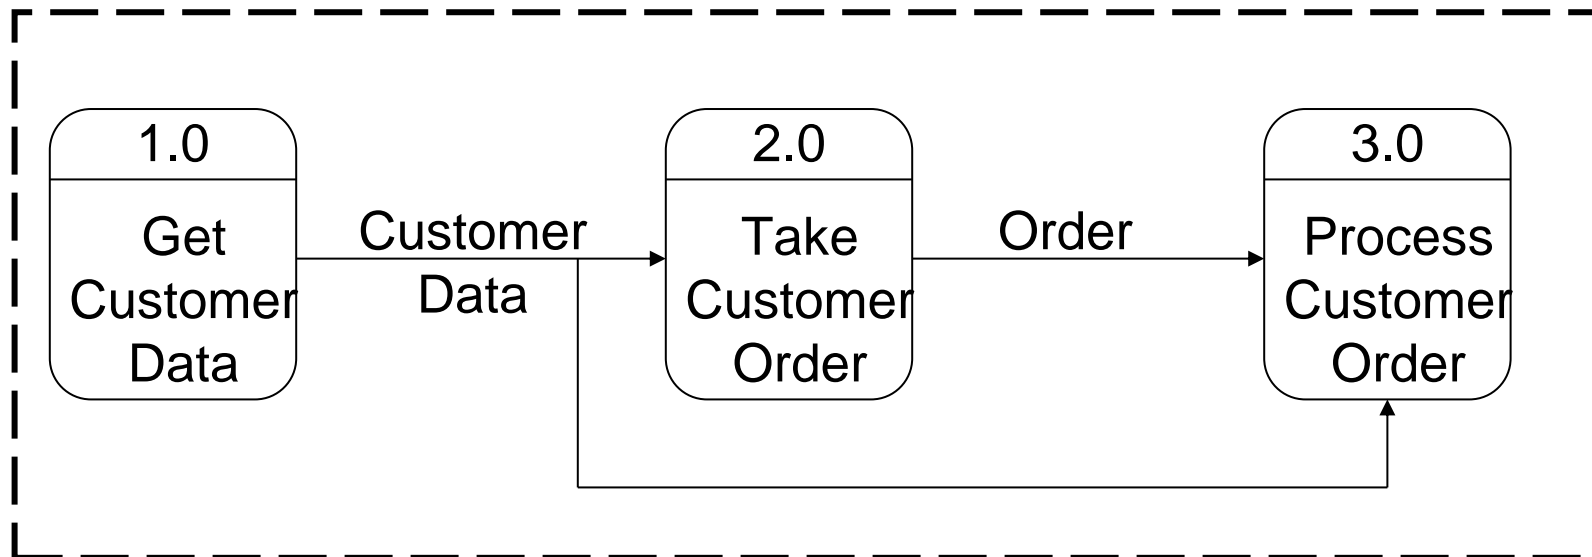 1.0
Get
Customer
Data
Customer
Data
2.0
Take
Customer
Order
Order
3.0
Process
Customer
Order